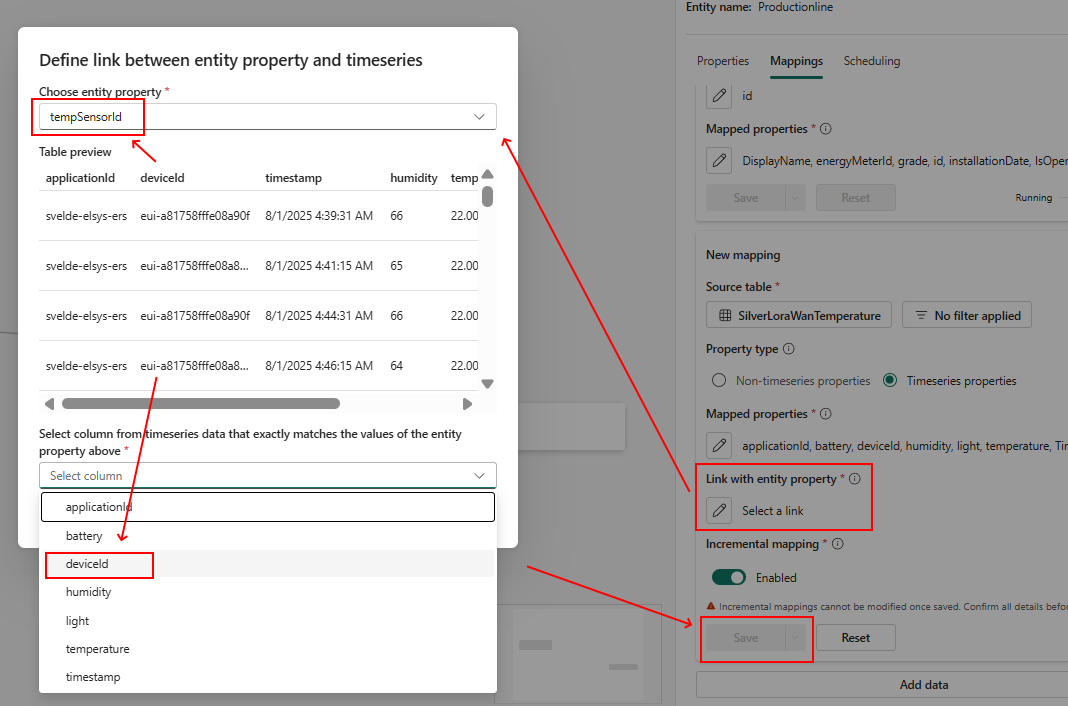 Define link between entity property and timeseries
Choose entity property *
tempSensorId
Table preview
applicationId deviceId timestamp humidity temp
svelde-elsys-ers eui-a81758fffe08a90f 8/1/2025 4:39:31 AM 66 22.00
svelde-elsys-ers eui-a81758fffe08a8... 8/1/2025 4:41:15 AM 65 22.00
svelde-elsys-ers eui-a81758fffe08a90f 8/1/2025 4:44:31 AM 66 22.00
svelde-elsys-ers eui-a81758fffe08a8... 8/1/2025 4:46:15 AM 64 22.00
Select column from timeseries data that exactly matches the values of the entity
property above *
Select column
applicationId
battery
deviceId
humidity
light
temperature
timestamp
Entity name: Productionline
Properties Mappings Scheduling
id
Mapped properties *
DisplayName, energyMeterId, grade, id, installationDate, IsOper
Save Reset Running
New mapping
Source table *
SilverLoraWanTemperature No filter applied
Property type
Non-timeseries properties Timeseries properties
Mapped properties *
applicationId, battery, deviceId, humidity, light, temperature, Tir
Link with entity property *
Select a link
Incremental mapping *
Enabled
Incremental mappings cannot be modified once saved. Confirm all details befor
Save Reset
Add data